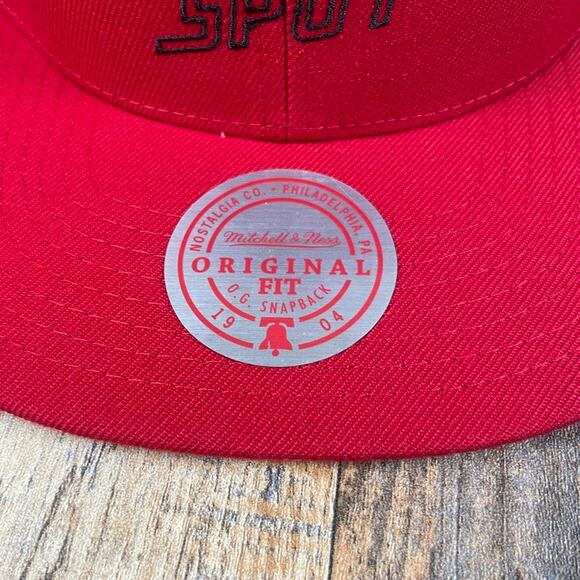 NOSTALGIA CO. • PHILADELPHIA, PA
Mitchell & Ness
ORIGINAL
FIT
O.G. SNAPBACK
19 04